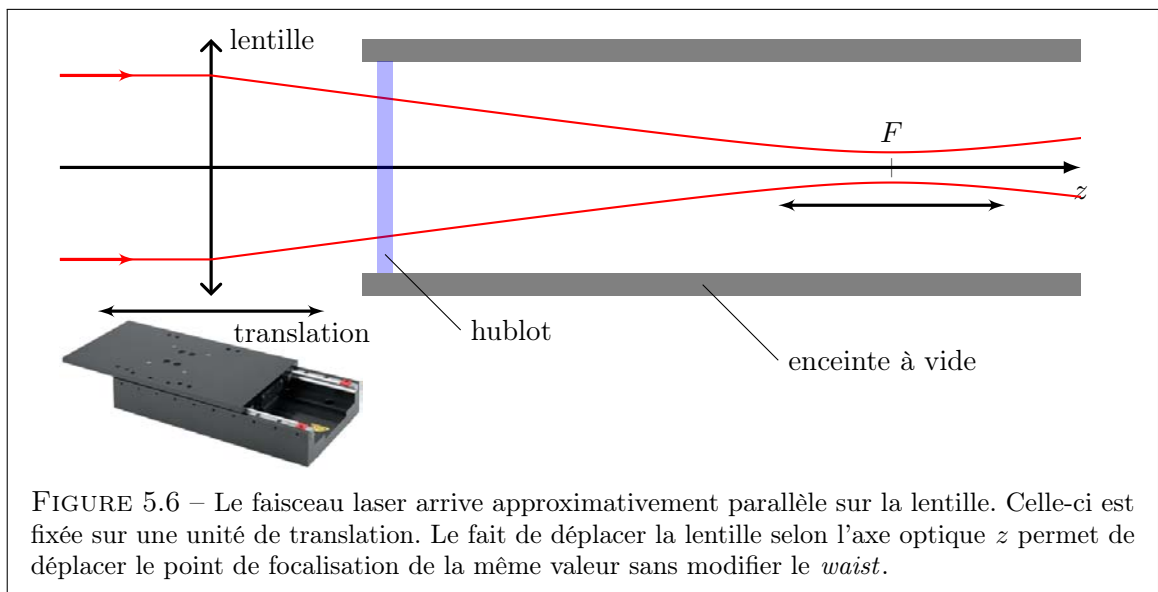 lentille
F
z
translation
hublot
enceinte à vide
FIGURE 5.6 – Le faisceau laser arrive approximativement parallèle sur la lentille. Celle-ci est
fixée sur une unité de translation. Le fait de déplacer la lentille selon l'axe optique z permet de
déplacer le point de focalisation de la même valeur sans modifier le waist.